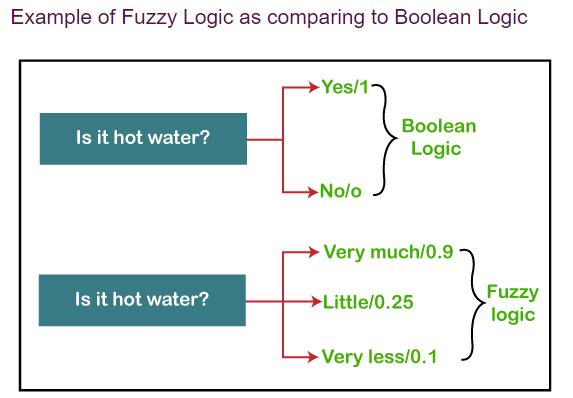 Example of Fuzzy Logic as comparing to Boolean Logic
Is it hot water?
Yes/1
No/o
Boolean
Logic
Is it hot water?
Very much/0.9
Little/0.25
Very less/0.1
Fuzzy
logic